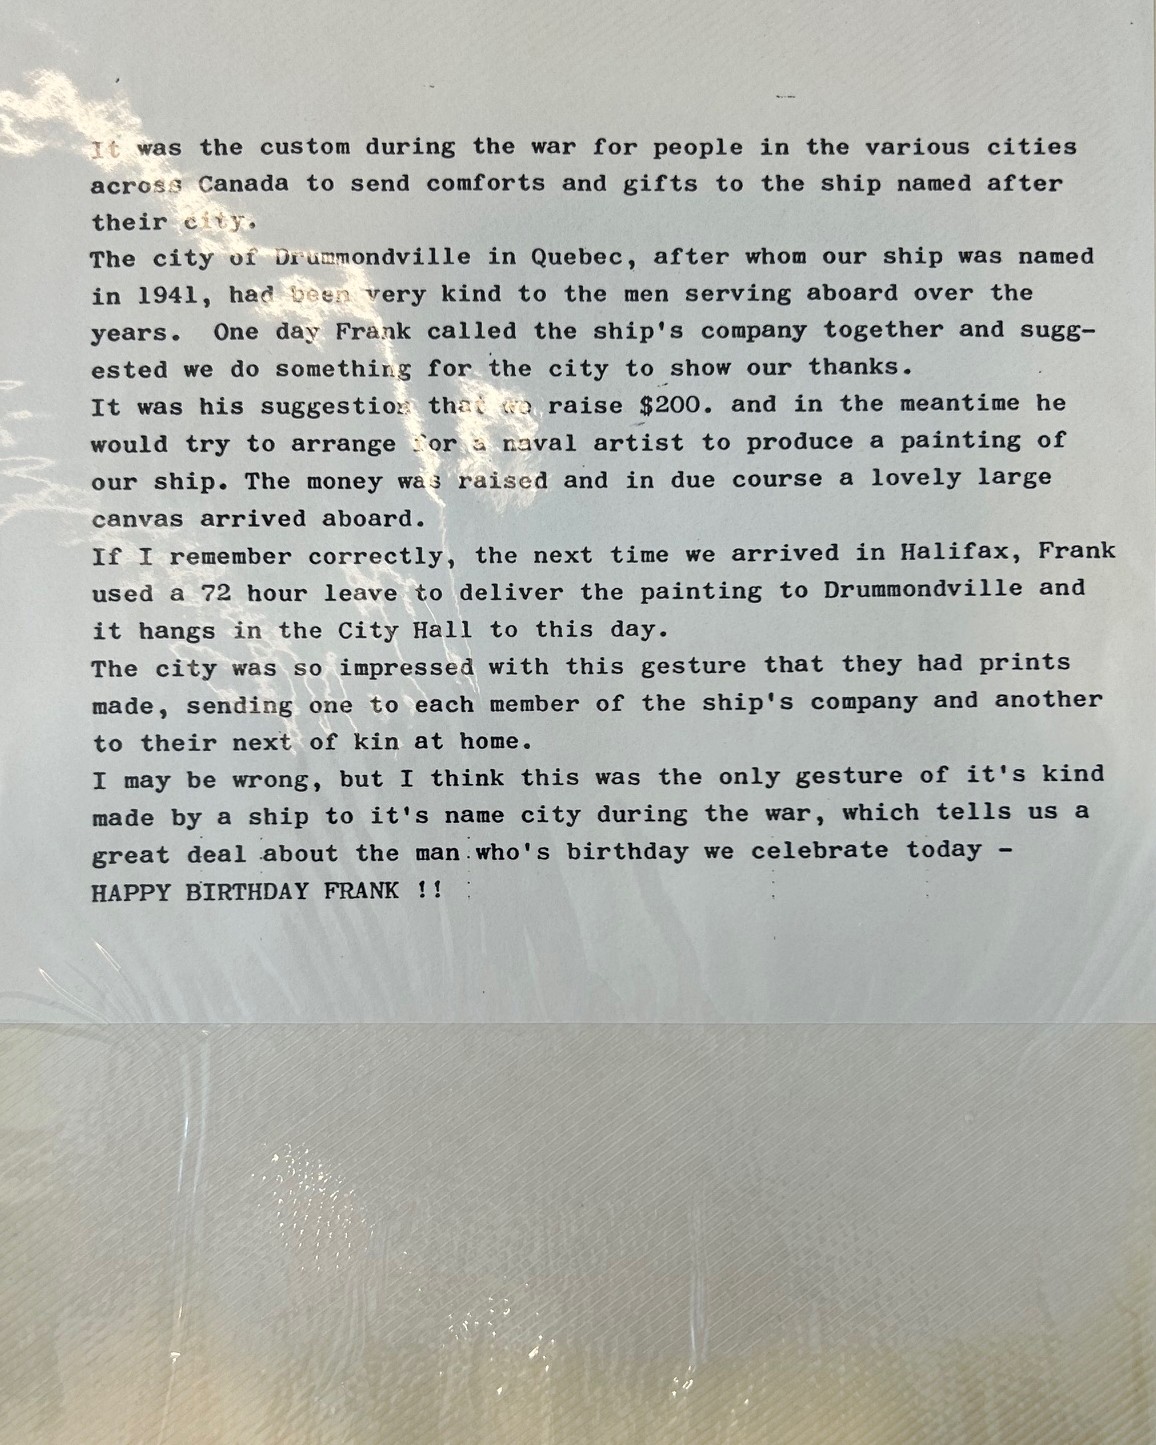 It was the custom during the war for people in the various cities
across Canada to send comforts and gifts to the ship named after
their city.
The city of Drummondville in Quebec, after whom our ship was named
in 1941, had been very kind to the men serving aboard over the
years.  One day Frank called the ship's company together and sugg-
ested we do something for the city to show our thanks.
It was his suggestion that we raise $200. and in the meantime he
would try to arrange for a naval artist to produce a painting of
our ship. The money was raised and in due course a lovely large
canvas arrived aboard.
If I remember correctly, the next time we arrived in Halifax, Frank
used a 72 hour leave to deliver the painting to Drummondville and
it hangs in the City Hall to this day.
The city was so impressed with this gesture that they had prints
made, sending one to each member of the ship's company and another
to their next of kin at home.
I may be wrong, but I think this was the only gesture of it's kind
made by a ship to it's name city during the war, which tells us a
great deal about the man who's birthday we celebrate today -
HAPPY BIRTHDAY FRANK !!